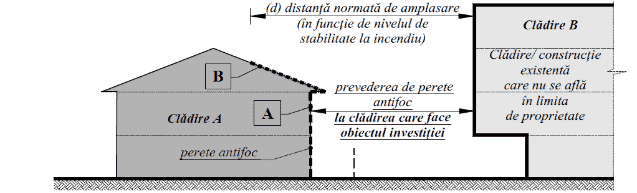 (d) distanță normată de amplasare
(în funcție de nivelul de
stabilitate la incendiu)
Clădire B
Clădire/ construcție
existentă
care nu se află
în limita
de proprietate
B
prevederea de perete
antifoc
la clădirea care face
obiectul investiției
A
Clădire A
perete antifoc